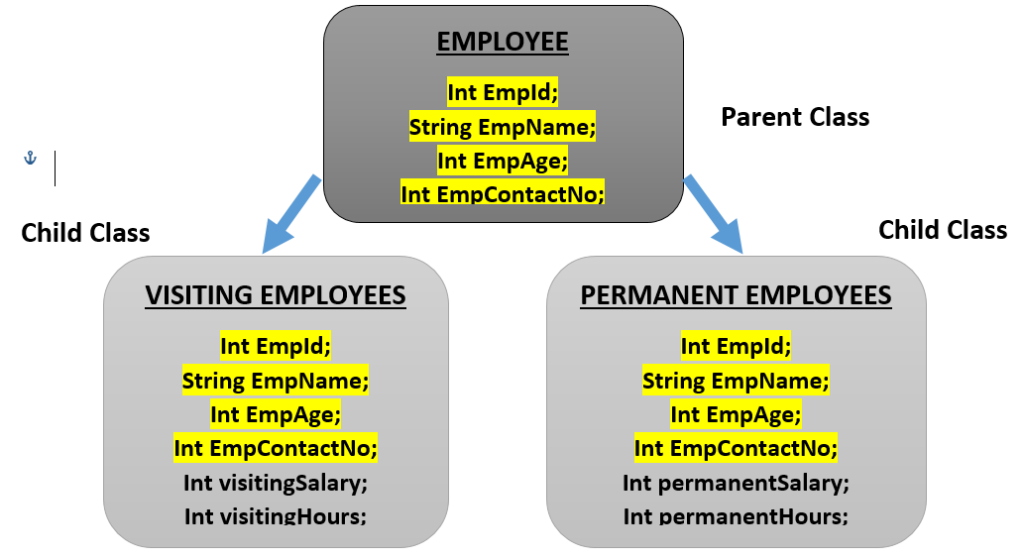 EMPLOYEE
Int EmpId;
String EmpName;
Int EmpAge;
Int EmpContactNo;
Parent Class
Child Class
Child Class
VISITING EMPLOYEES
Int EmpId;
String EmpName;
Int EmpAge;
Int EmpContactNo;
Int visitingSalary;
Int visitingHours;
PERMANENT EMPLOYEES
Int EmpId;
String EmpName;
Int EmpAge;
Int EmpContactNo;
Int permanentSalary;
Int permanentHours;